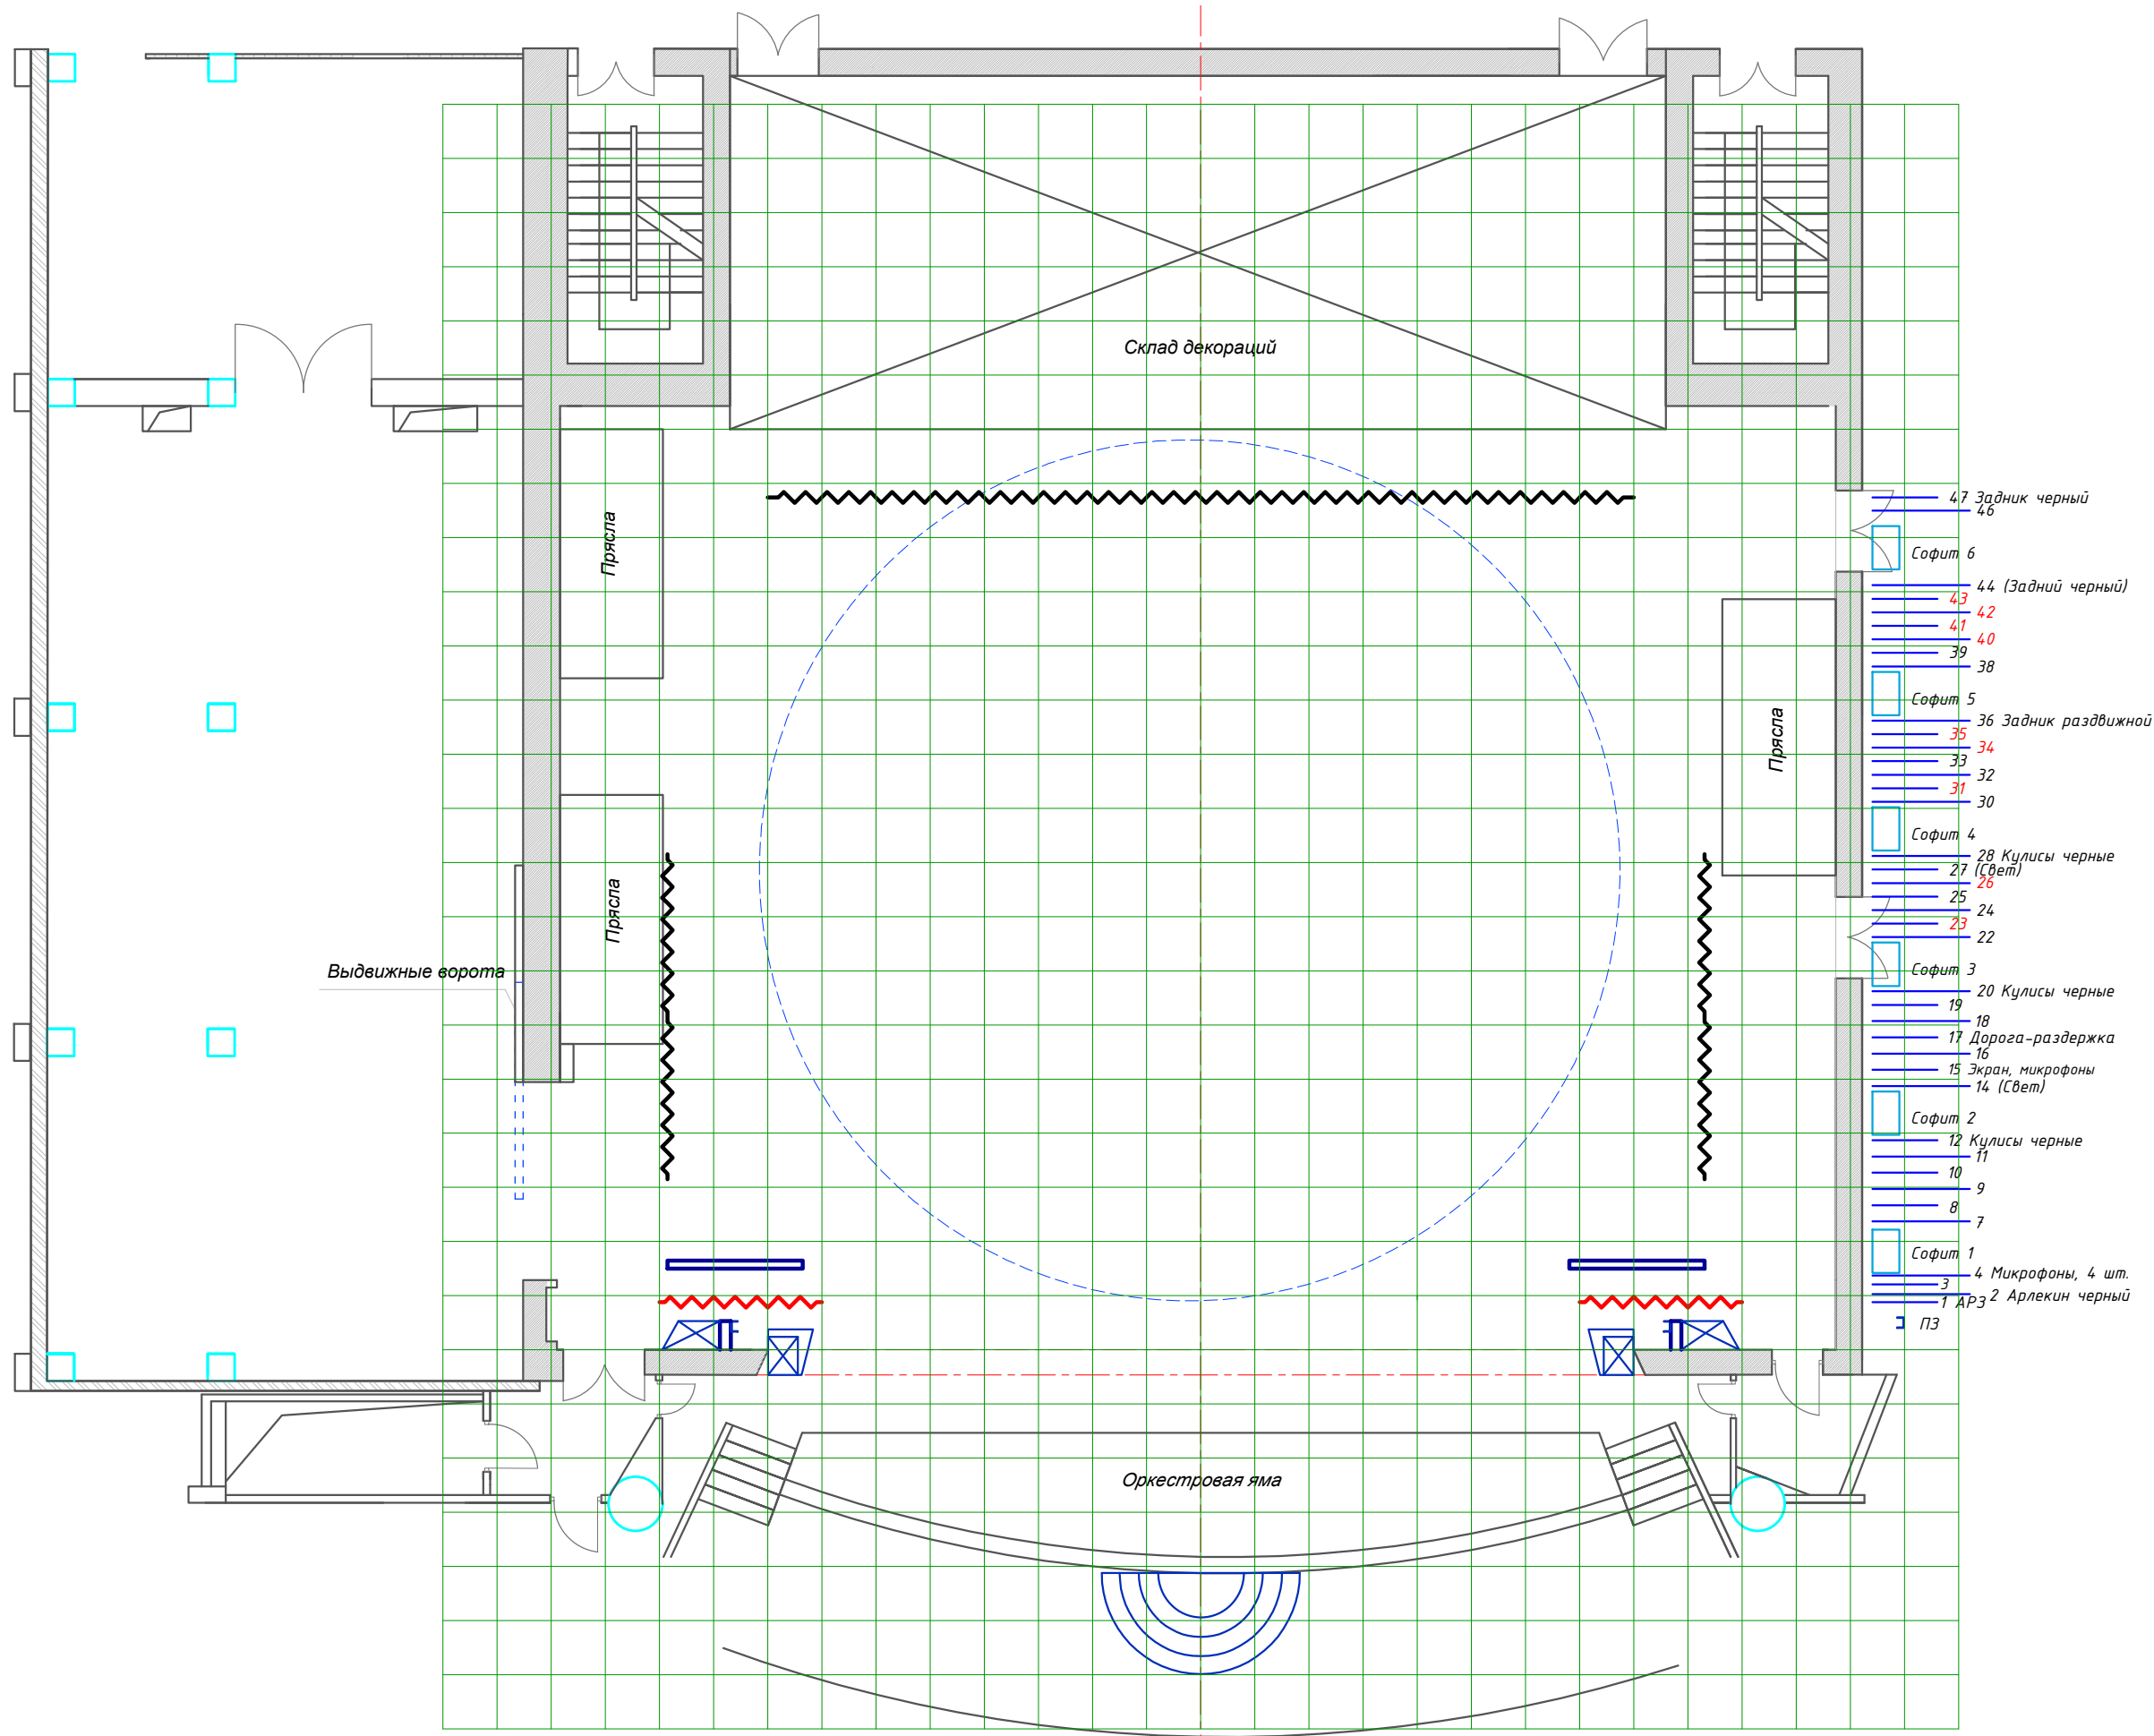 Склад декораций
Прясла
47 Задник черный
46
Софит 6
44 (Задний черный)
43
42
41
40
39
38
Софит 5
36 Задник раздвижной
35
34
33
32
31
30
Прясла
Софит 4
28 Кулисы черные
27 (Свет)
26
25
24
23
22
Прясла
Выдвижные ворота
Софит 3
20 Кулисы черные
19
18
17 Дорога-раздержка
16
15 Экран, микрофоны
14 (Свет)
Софит 2
12 Кулисы черные
11
10
9
8
7
Софит 1
4 Микрофоны, 4 шт.
3
2 Арлекин черный
1 АРЗ
ПЗ
Оркестровая яма